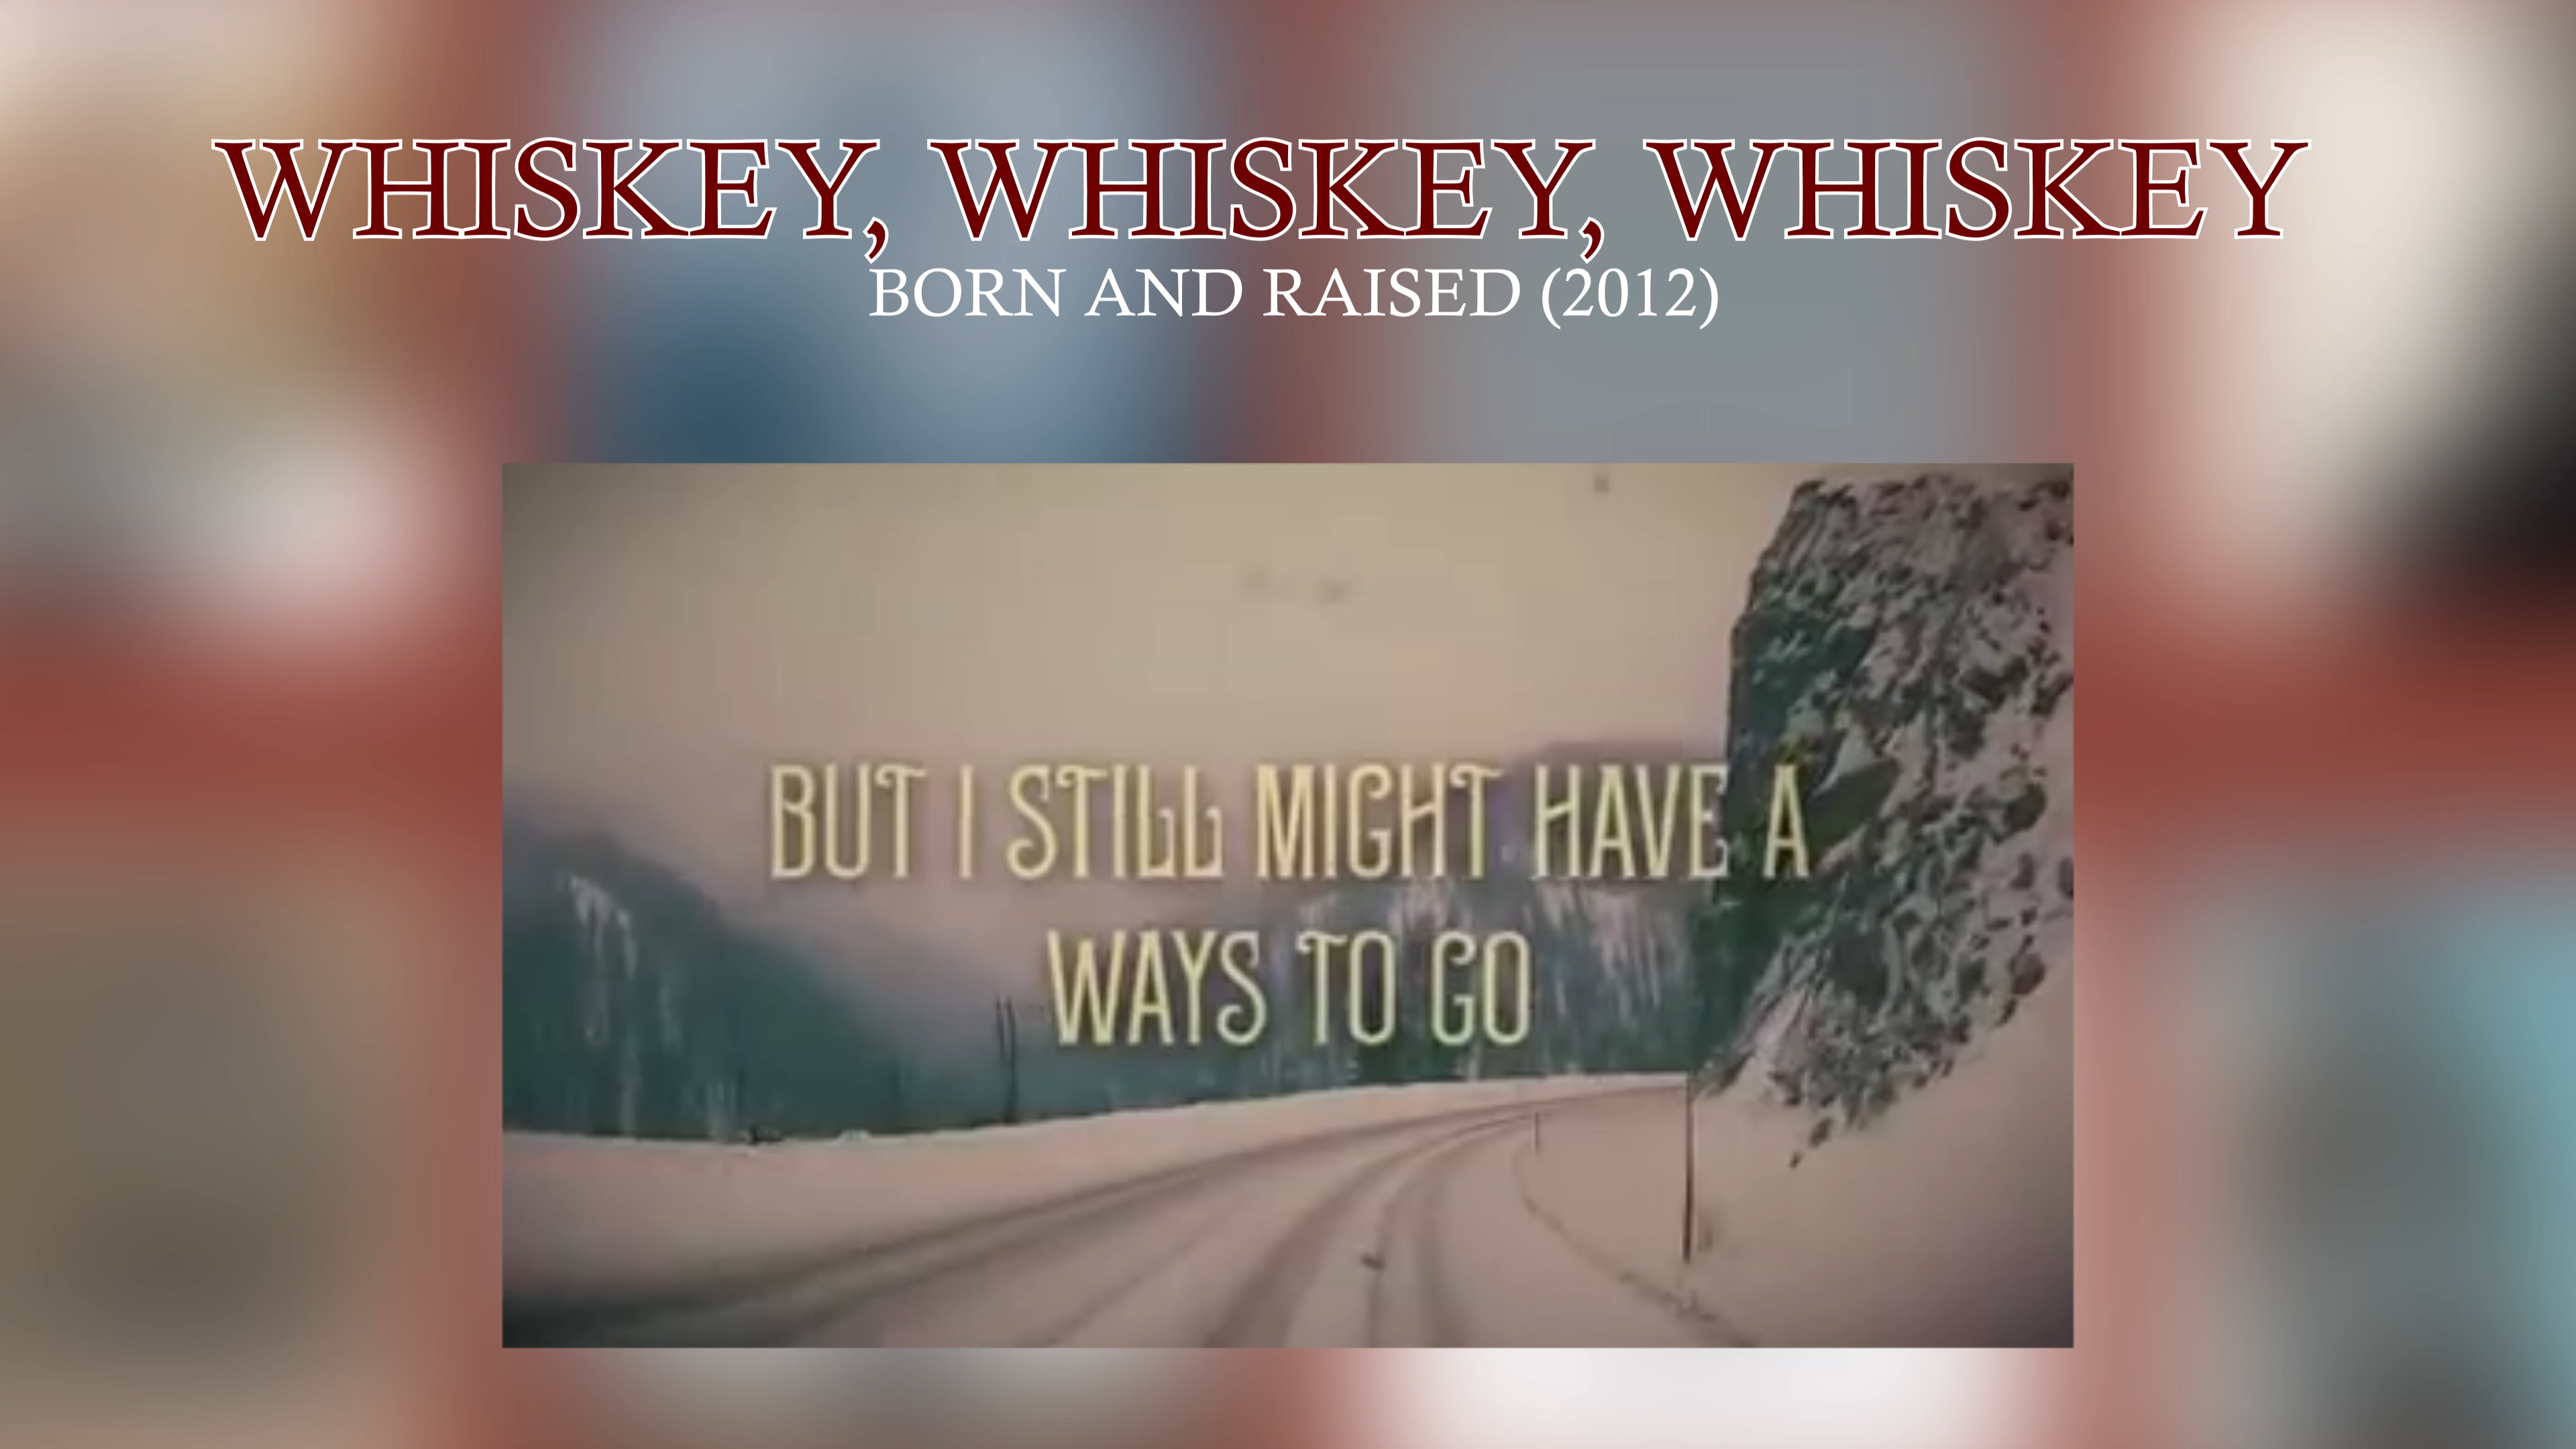 WHISKEY, WHISKEY, WHISKEY
BORN AND RAISED (2012)
BUT I STILL MIGHT HAVE A
WAYS TO GO